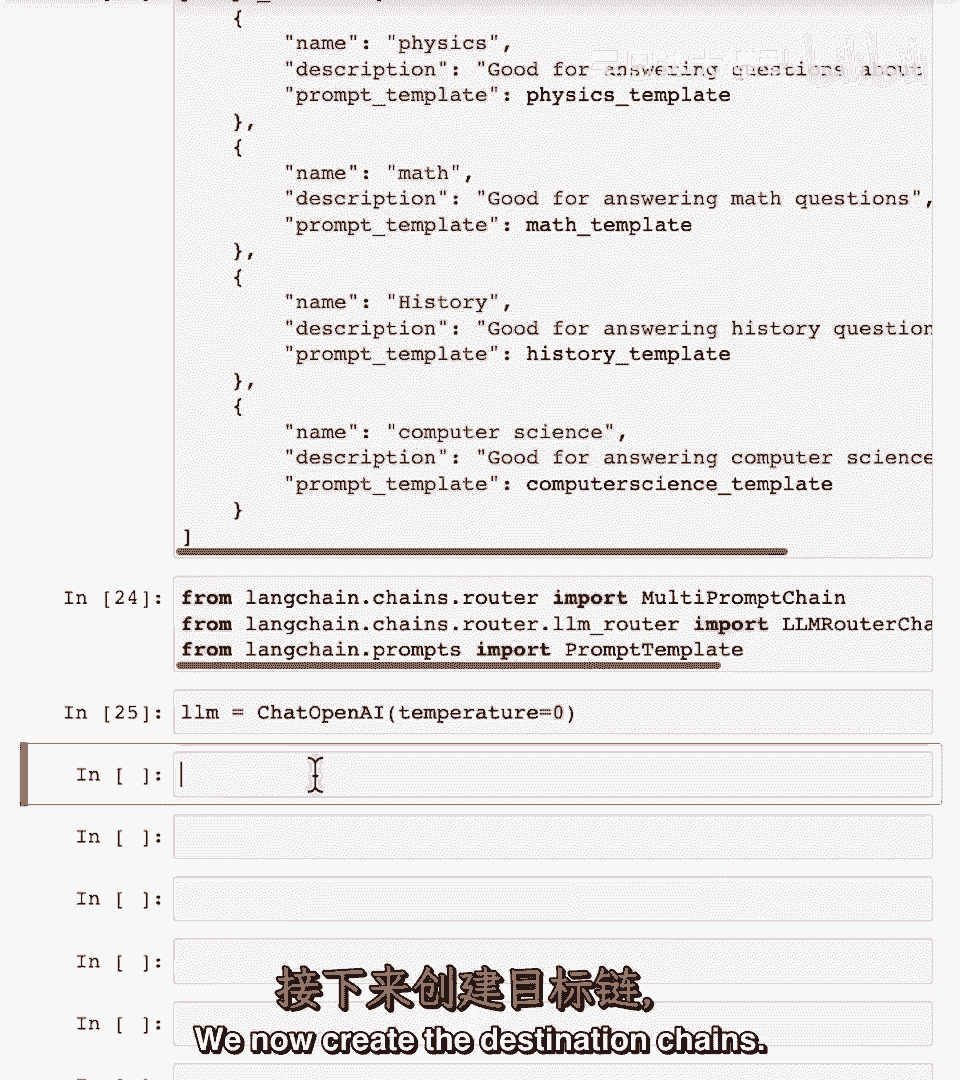 {
"name": "physics",
"description": "Good for answering questions about
"prompt_template": physics_template
},
{
"name": "math",
"description": "Good for answering math questions",
"prompt_template": math_template
},
{
"name": "History",
"description": "Good for answering history question
"prompt_template": history_template
},
{
"name": "computer science",
"description": "Good for answering computer science
"prompt_template": computerscience_template
}
]
In [24]: from langchain.chains.router import MultiPromptChain
from langchain.chains.router.llm_router import LLMRouterCha
from langchain.prompts import PromptTemplate
In [25]: llm = ChatOpenAI(temperature=0)
In [ ]:
In [ ]:
In [ ]:
In [ ]:
In [ ]:
接下来创建目标链,
We now create the destination chains.